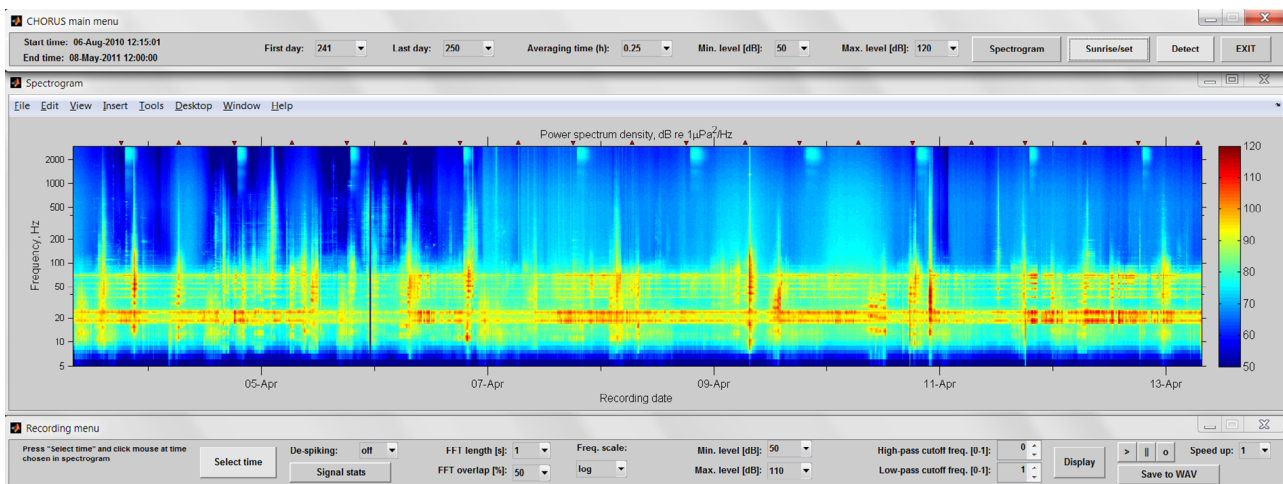 CHORUS main menu
Start time: 06-Aug-2010 12:15:01
End time: 08-May-2011 12:00:00
First day: 241 Last day: 250 Averaging time (h): 0.25 Min. level [dB]: 50 Max. level [dB]: 120 Spectrogram Sunrise/set Detect EXIT
Spectrogram
File Edit View Insert Tools Desktop Window Help
Power spectrum density, dB re 1µPa²/Hz
2000
1000
500
200
100
50
20
10
5
Frequency, Hz
120
110
100
90
80
70
60
50
05-Apr 07-Apr 09-Apr 11-Apr 13-Apr
Recording date
Recording menu
Press "Select time" and click mouse at time
chosen in spectrogram
Select time
De-spiking: off
Signal stats
FFT length [s]: 1
FFT overlap [%]: 50
Freq. scale:
log
Min. level [dB]: 50
Max. level [dB]: 110
High-pass cutoff freq. [0-1]: 0
Low-pass cutoff freq. [0-1]: 1
Display
> || o
Speed up: 1
Save to WAV